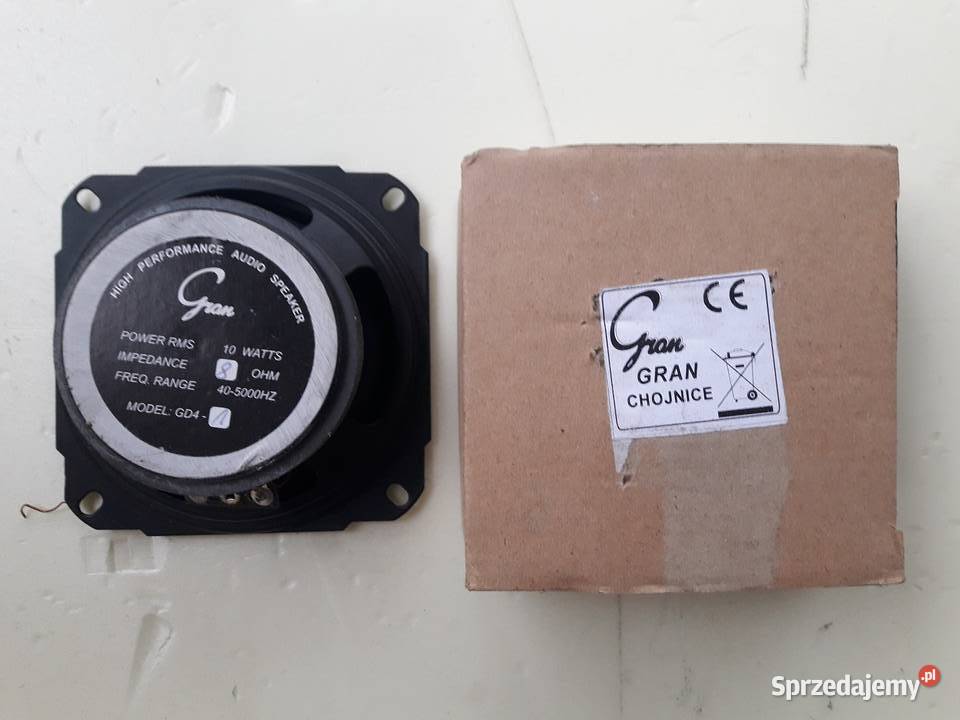 HIGH PERFORMANCE AUDIO SPEAKER
Gran
POWER RMS 10 WATTS
IMPEDANCE 8 OHM
FREQ. RANGE 40-5000HZ
MODEL: GD4-1
CE
Gran
GRAN
CHOJNICE
Sprzedajemy.pl